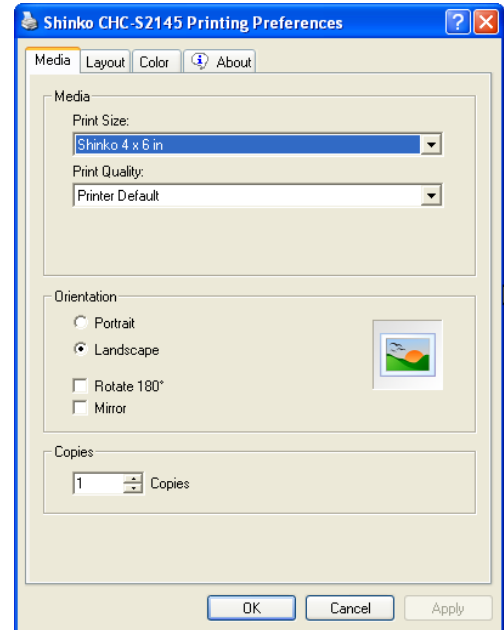 Shinko CHC-S2145 Printing Preferences
Media Layout Color About
Media
Print Size:
Shinko 4 x 6 in
Print Quality:
Printer Default
Orientation
Portrait
Landscape
Rotate 180°
Mirror
Copies
1 Copies
OK Cancel Apply